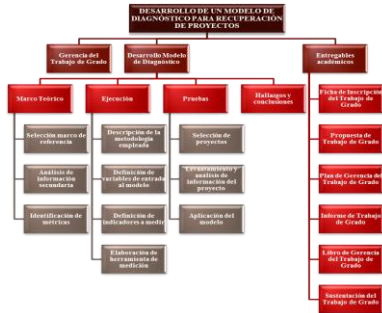 DESARROLLO DE UN MODELO DE
DIAGNÓSTICO PARA RECUPERACIÓN
DE PROYECTOS
Gerencia del
Trabajo de Grado
Desarrollo Modelo
de Diagnóstico
Entregables
académicos
Marco Teórico
Ejecución
Pruebas
Hallazgos y
conclusiones
Selección marco de
referencia
Análisis de
información
secundaria
Identificación de
métricas
Descripción de la
metodología
empleada
Definición de
variables de entrada
al modelo
Definición de
indicadores a medir
Elaboración de
herramienta de
medición
Selección de
proyectos
Levantamiento y
análisis de
información del
proyecto
Aplicación del
modelo
Ficha de Inscripción
del Trabajo de
Grado
Propuesta de
Trabajo de Grado
Plan de Gerencia del
Trabajo de Grado
Informe de Trabajo
de Grado
Libro de Gerencia
del Trabajo de
Grado
Sustentación del
Trabajo de Grado